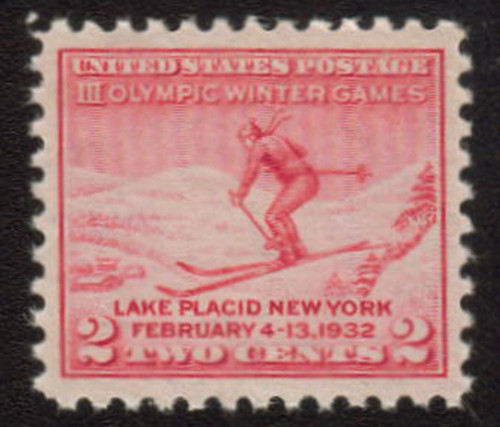 UNITED STATES POSTAGE
III OLYMPIC WINTER GAMES
LAKE PLACID NEW YORK
FEBRUARY 4-13, 1932
2 TWO CENTS 2